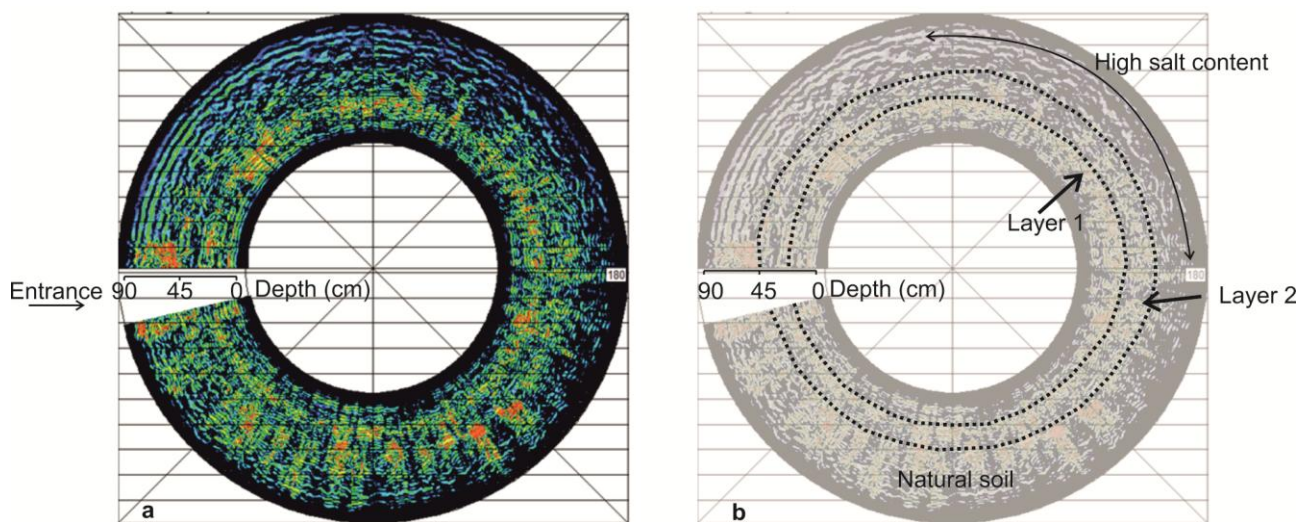 Entrance
90 45 0 Depth (cm)
180
a
High salt content
Layer 1
180
90 45 0 Depth (cm)
Layer 2
Natural soil
b